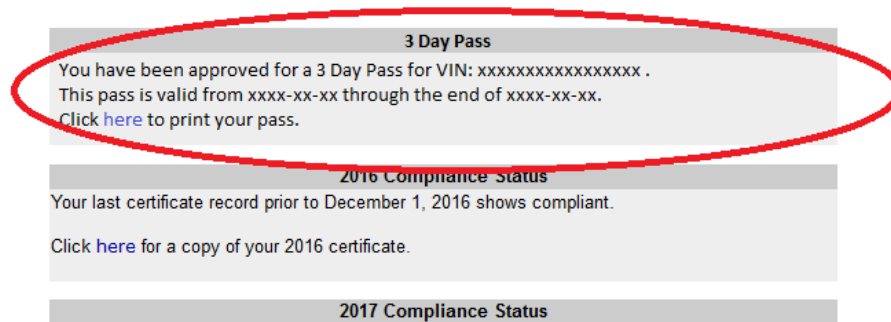 3 Day Pass
You have been approved for a 3 Day Pass for VIN: xxxxxxxxxxxxxxxxx .
This pass is valid from xxxx-xx-xx through the end of xxxx-xx-xx.
Click here to print your pass.
2016 Compliance Status
Your last certificate record prior to December 1, 2016 shows compliant.
Click here for a copy of your 2016 certificate.
2017 Compliance Status